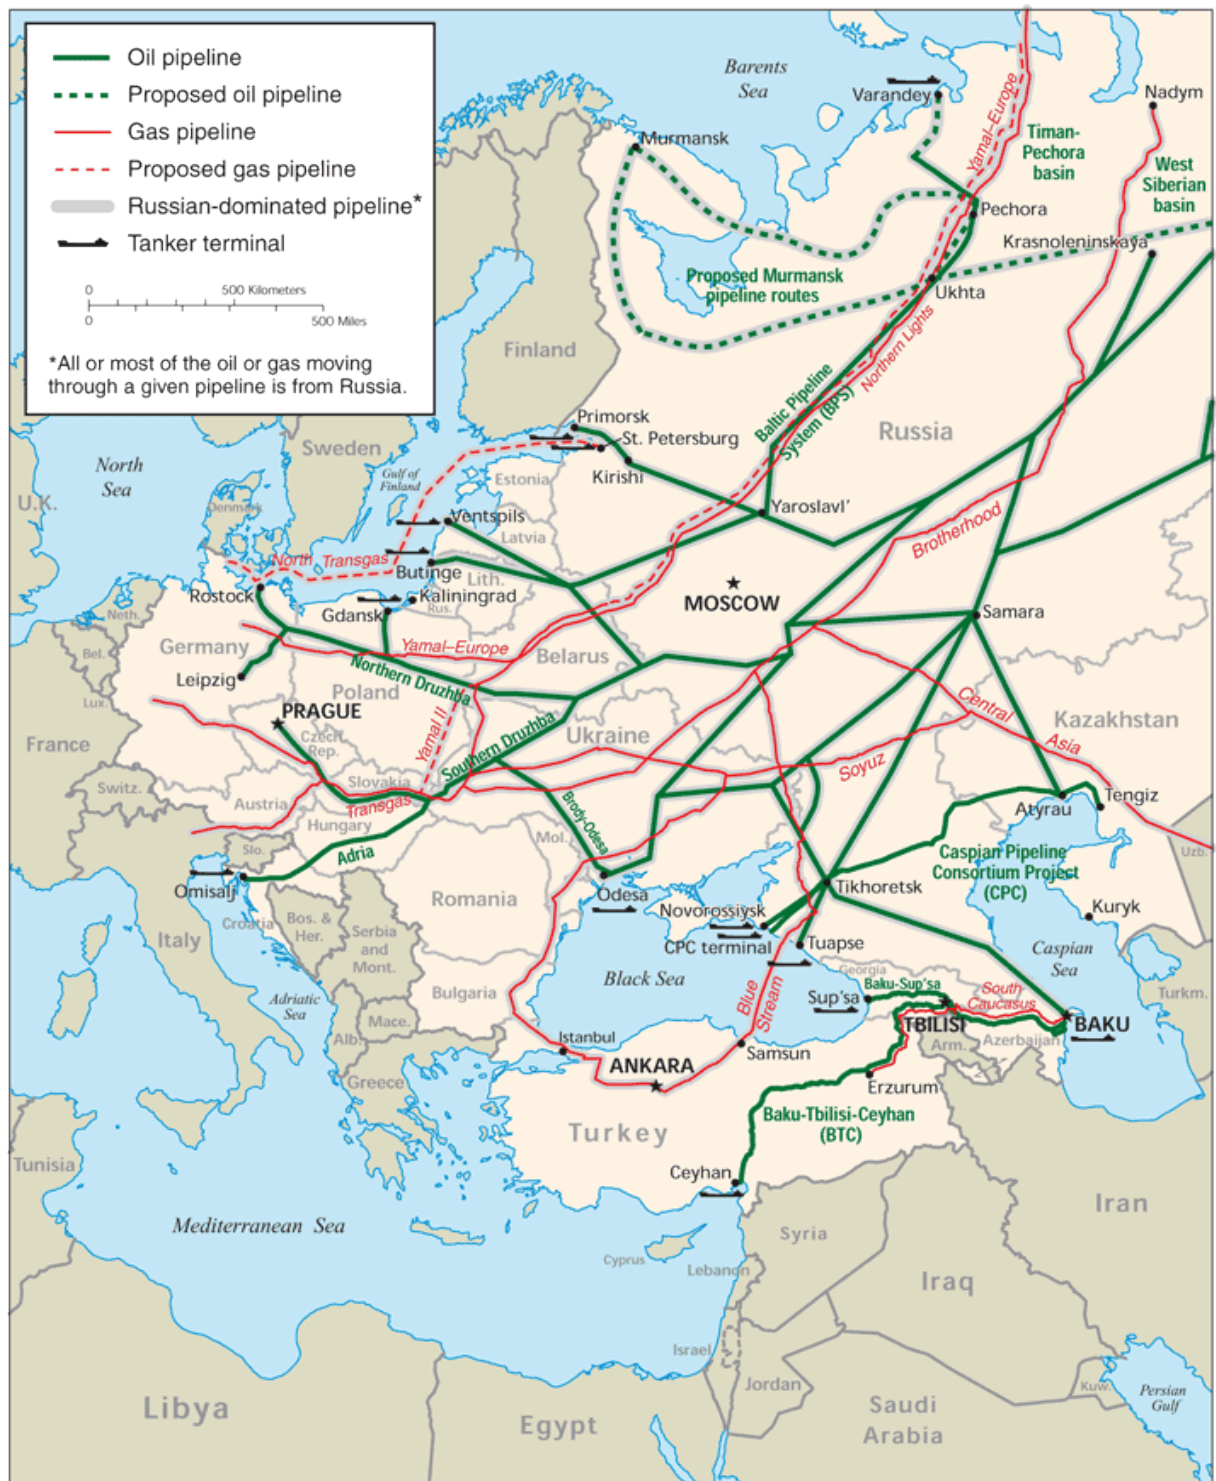 Oil pipeline
Proposed oil pipeline
Gas pipeline
Proposed gas pipeline
Russian-dominated pipeline*
Tanker terminal
0 500 Kilometers
0 500 Miles
*All or most of the oil or gas moving
through a given pipeline is from Russia.
Barents
Sea
Varandey
Nadym
Murmansk
Yamal–Europe
Timan-
Pechora
basin
West
Siberian
basin
Pechora
Krasnoleninskaya
Proposed Murmansk
pipeline routes
Ukhta
Northern Lights
Finland
Baltic Pipeline
System (BPS)
Russia
Primorsk
St. Petersburg
Kirishi
Sweden
North
Sea
Gulf of
Finland
Estonia
U.K.
Denmark
Ventspils
Latvia
Yaroslavl'
Brotherhood
North Transgas
Butinge
Lith.
Rostock
Kaliningrad
Rus.
Gdansk
MOSCOW
Samara
Neth.
Germany
Bel.
Yamal–Europe
Belarus
Northern Druzhba
Leipzig
Poland
Lux.
PRAGUE
Czech
Rep.
Yamal II
Southern Druzhba
Ukraine
Central
Asia
Kazakhstan
France
Soyuz
Switz.
Slovakia
Austria
Transgas
Brody-Odesa
Atyrau
Tengiz
Hungary
Mol.
Slo.
Adria
Uzb.
Caspian Pipeline
Consortium Project
(CPC)
Omisalj
Odesa
Tikhoretsk
Romania
Croatia
Bos. &
Her.
Novorossiysk
Kuryk
Italy
Serbia
and
Mont.
CPC terminal
Tuapse
Caspian
Sea
Black Sea
Georgia
Baku-Sup'sa
Bulgaria
Adriatic
Sea
Blue
Stream
Sup'sa
South
Caucasus
Turkm.
Mace.
TBILISI
BAKU
Alb.
Istanbul
Arm.
Azerbaijan
ANKARA
Samsun
Greece
Erzurum
Baku-Tbilisi-Ceyhan
(BTC)
Turkey
Tunisia
Ceyhan
Iran
Mediterranean Sea
Syria
Cyprus
Lebanon
Iraq
Israel
Jordan
Kuw.
Persian
Gulf
Libya
Egypt
Saudi
Arabia